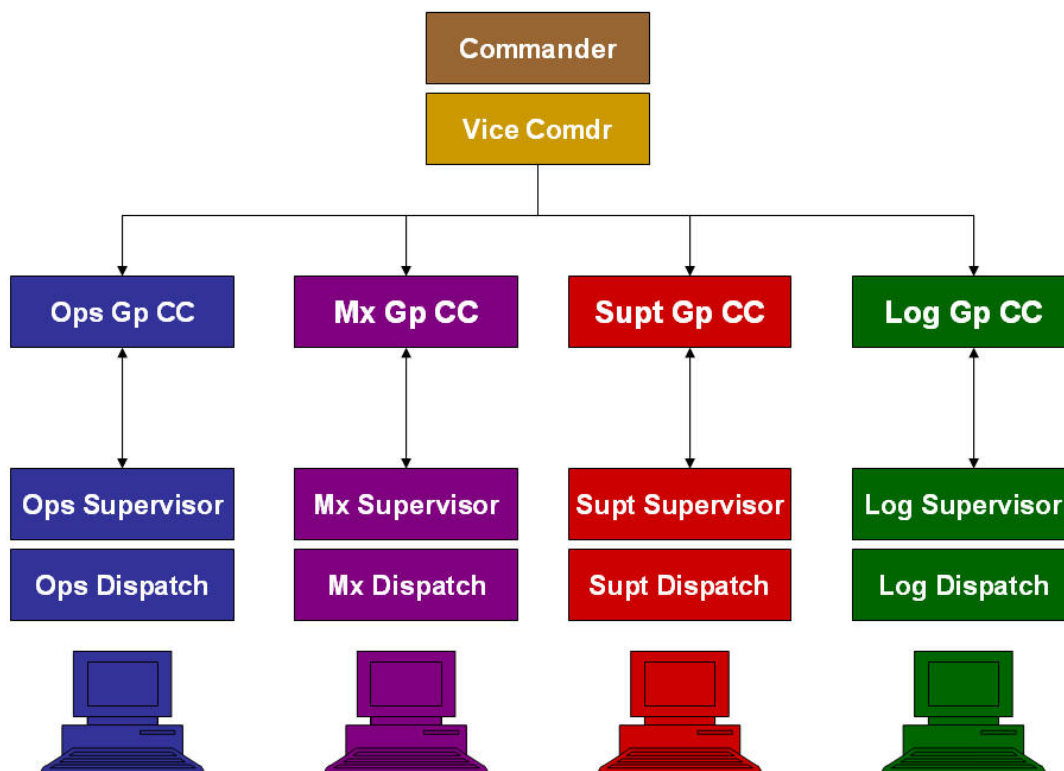 Commander
Vice Comdr
Ops Gp CC
Mx Gp CC
Supt Gp CC
Log Gp CC
Ops Supervisor
Mx Supervisor
Supt Supervisor
Log Supervisor
Ops Dispatch
Mx Dispatch
Supt Dispatch
Log Dispatch